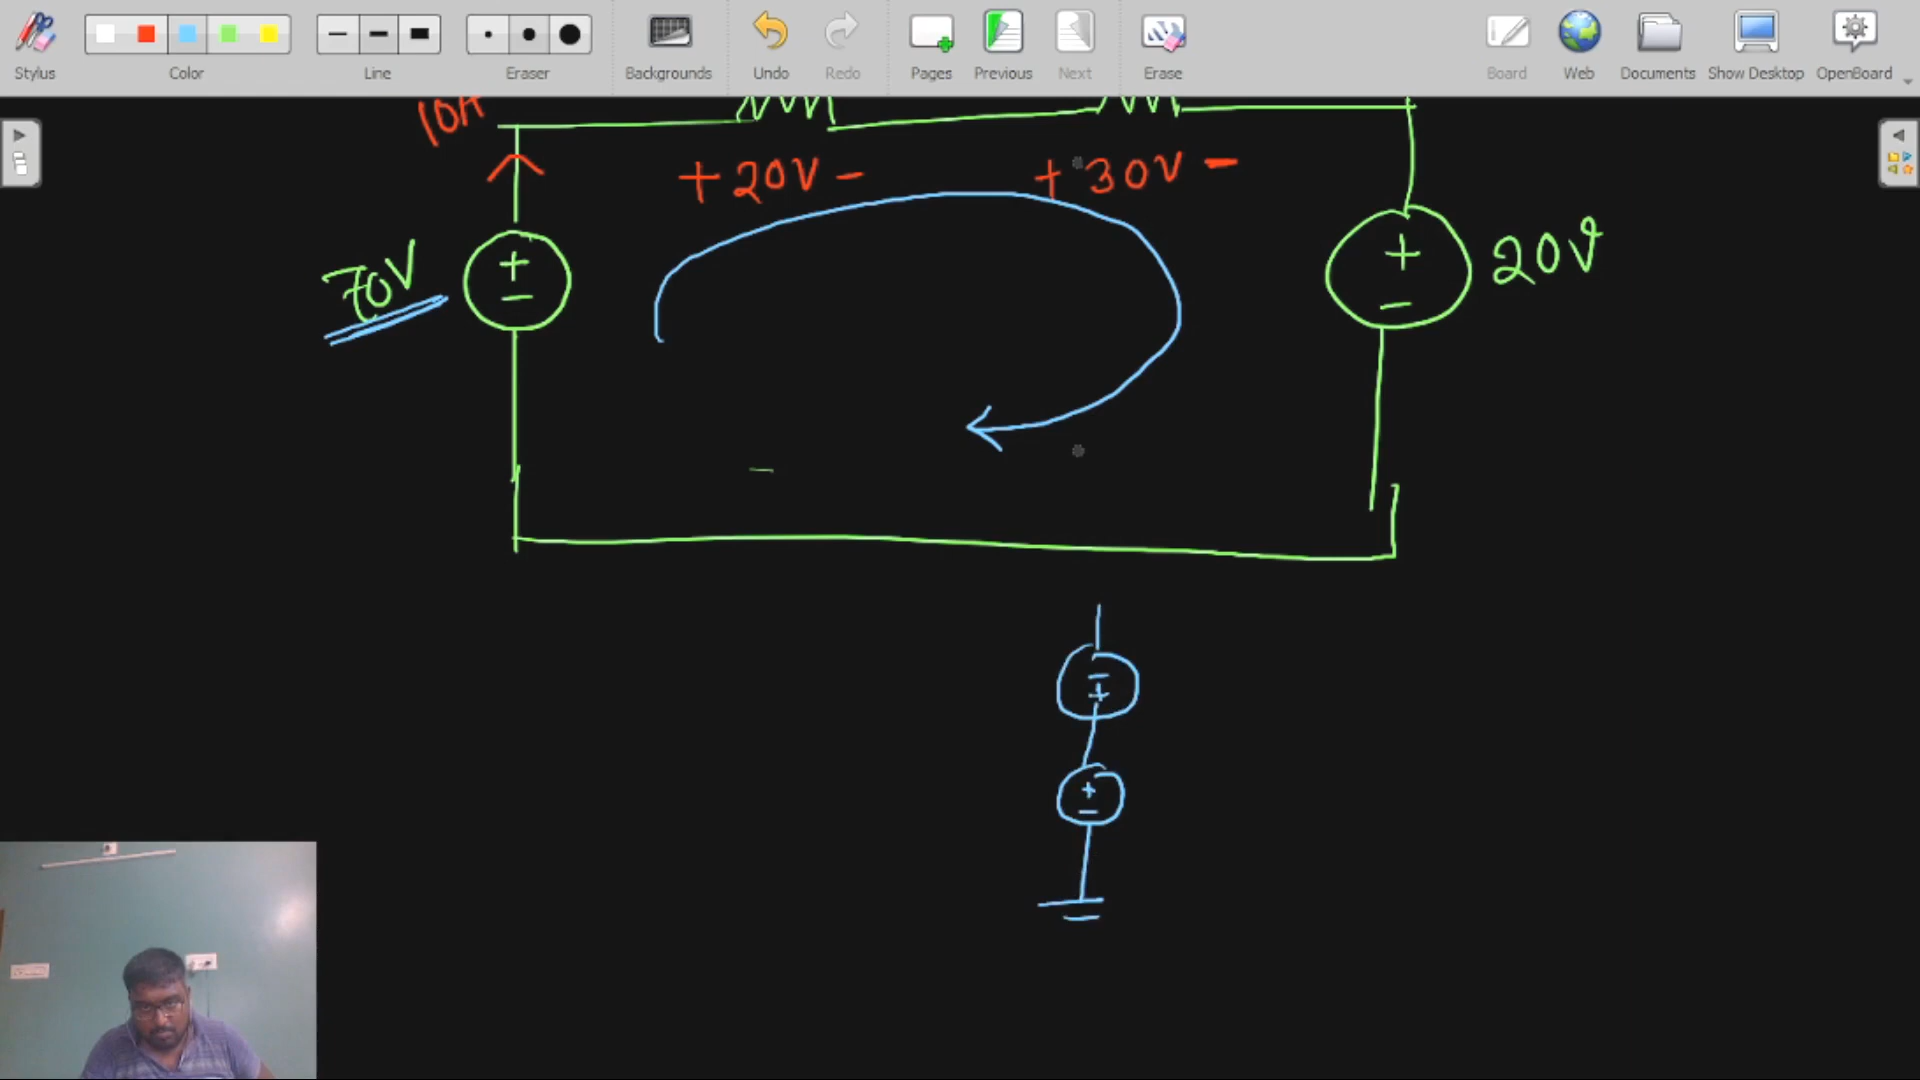 Stylus
Color
Line
Eraser
Backgrounds
Undo
Redo
Pages
Previous
Next
Erase
Board
Web
Documents
Show Desktop
OpenBoard
10A
+ 20V -
+ 30V -
70V
+
-
+
-
20V
-
-
+
+
-